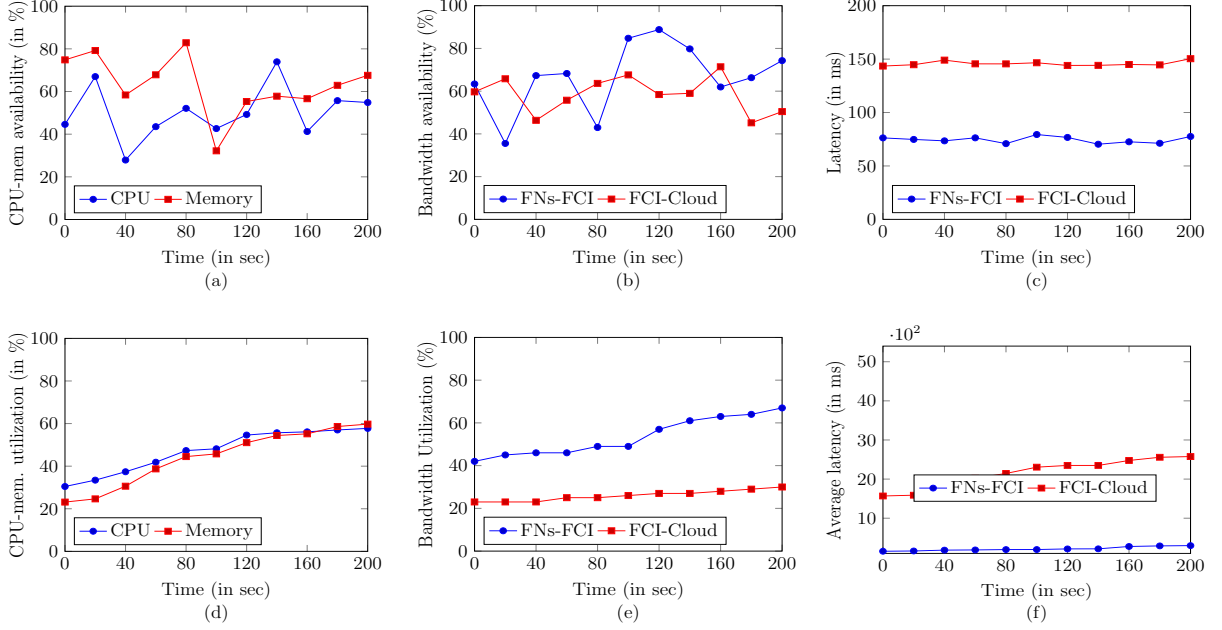 CPU-mem availability (in %)
100
80
60
40
20
0
CPU Memory
0 40 80 120 160 200
Time (in sec)
(a)
Bandwidth availability (%)
100
80
60
40
20
0
FNs-FCI FCI-Cloud
0 40 80 120 160 200
Time (in sec)
(b)
Latency (in ms)
200
150
100
50
0
FNs-FCI FCI-Cloud
0 40 80 120 160 200
Time (in sec)
(c)
CPU-mem. utilization (in %)
100
80
60
40
20
0
CPU Memory
0 40 80 120 160 200
Time (in sec)
(d)
Bandwidth Utilization (%)
100
80
60
40
20
0
FNs-FCI FCI-Cloud
0 40 80 120 160 200
Time (in sec)
(e)
Average latency (in ms)
·10²
50
40
30
20
10
FNs-FCI FCI-Cloud
0 40 80 120 160 200
Time (in sec)
(f)